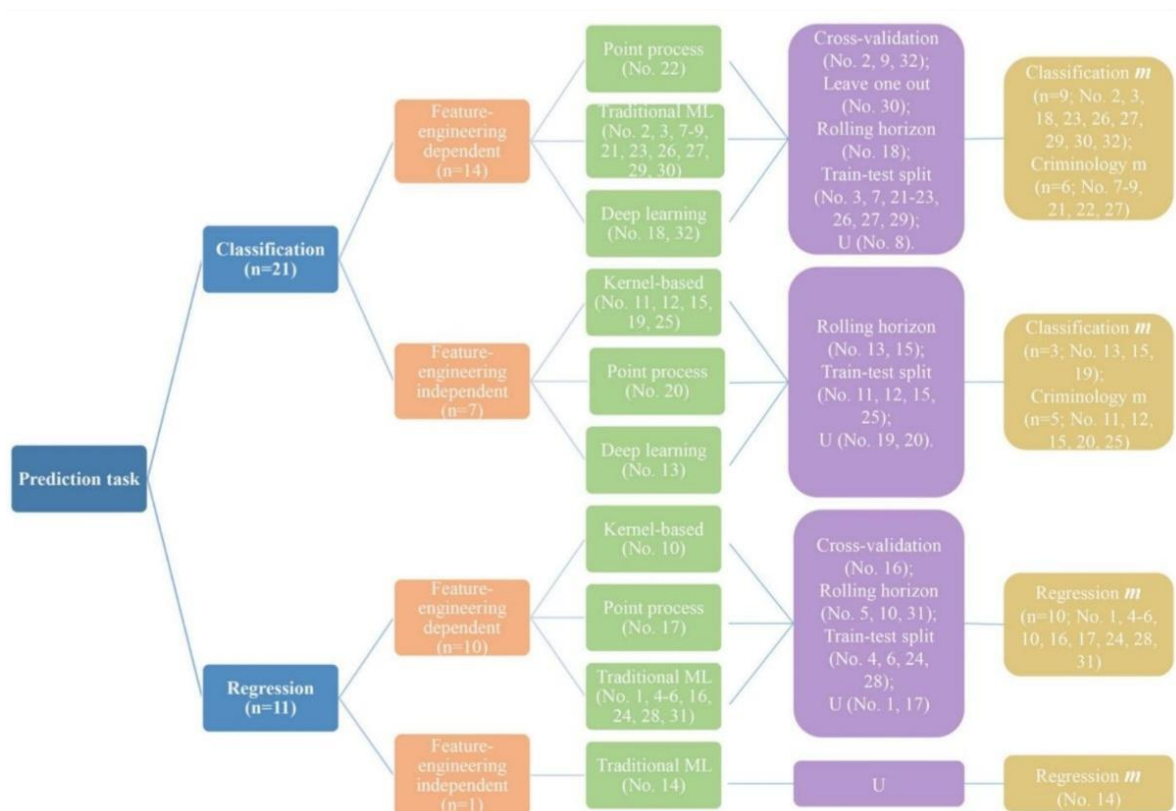 Prediction task
Classification
(n=21)
Regression
(n=11)
Feature-
engineering
dependent
(n=14)
Feature-
engineering
independent
(n=7)
Feature-
engineering
dependent
(n=10)
Feature-
engineering
independent
(n=1)
Point process
(No. 22)
Traditional ML
(No. 2, 3, 7-9,
21, 23, 26, 27,
29, 30)
Deep learning
(No. 18, 32)
Kernel-based
(No. 11, 12, 15,
19, 25)
Point process
(No. 20)
Deep learning
(No. 13)
Kernel-based
(No. 10)
Point process
(No. 17)
Traditional ML
(No. 1, 4-6, 16,
24, 28, 31)
Traditional ML
(No. 14)
Cross-validation
(No. 2, 9, 32);
Leave one out
(No. 30);
Rolling horizon
(No. 18);
Train-test split
(No. 3, 7, 21-23,
26, 27, 29);
U (No. 8).
Rolling horizon
(No. 13, 15);
Train-test split
(No. 11, 12, 15,
25);
U (No. 19, 20).
Cross-validation
(No. 16);
Rolling horizon
(No. 5, 10, 31);
Train-test split
(No. 4, 6, 24,
28);
U (No. 1, 17)
U
Classification m
(n=9; No. 2, 3,
18, 23, 26, 27,
29, 30, 32);
Criminology m
(n=6; No. 7-9,
21, 22, 27)
Classification m
(n=3; No. 13, 15,
19);
Criminology m
(n=5; No. 11, 12,
15, 20, 25)
Regression m
(n=10; No. 1, 4-6,
10, 16, 17, 24, 28,
31)
Regression m
(No. 14)